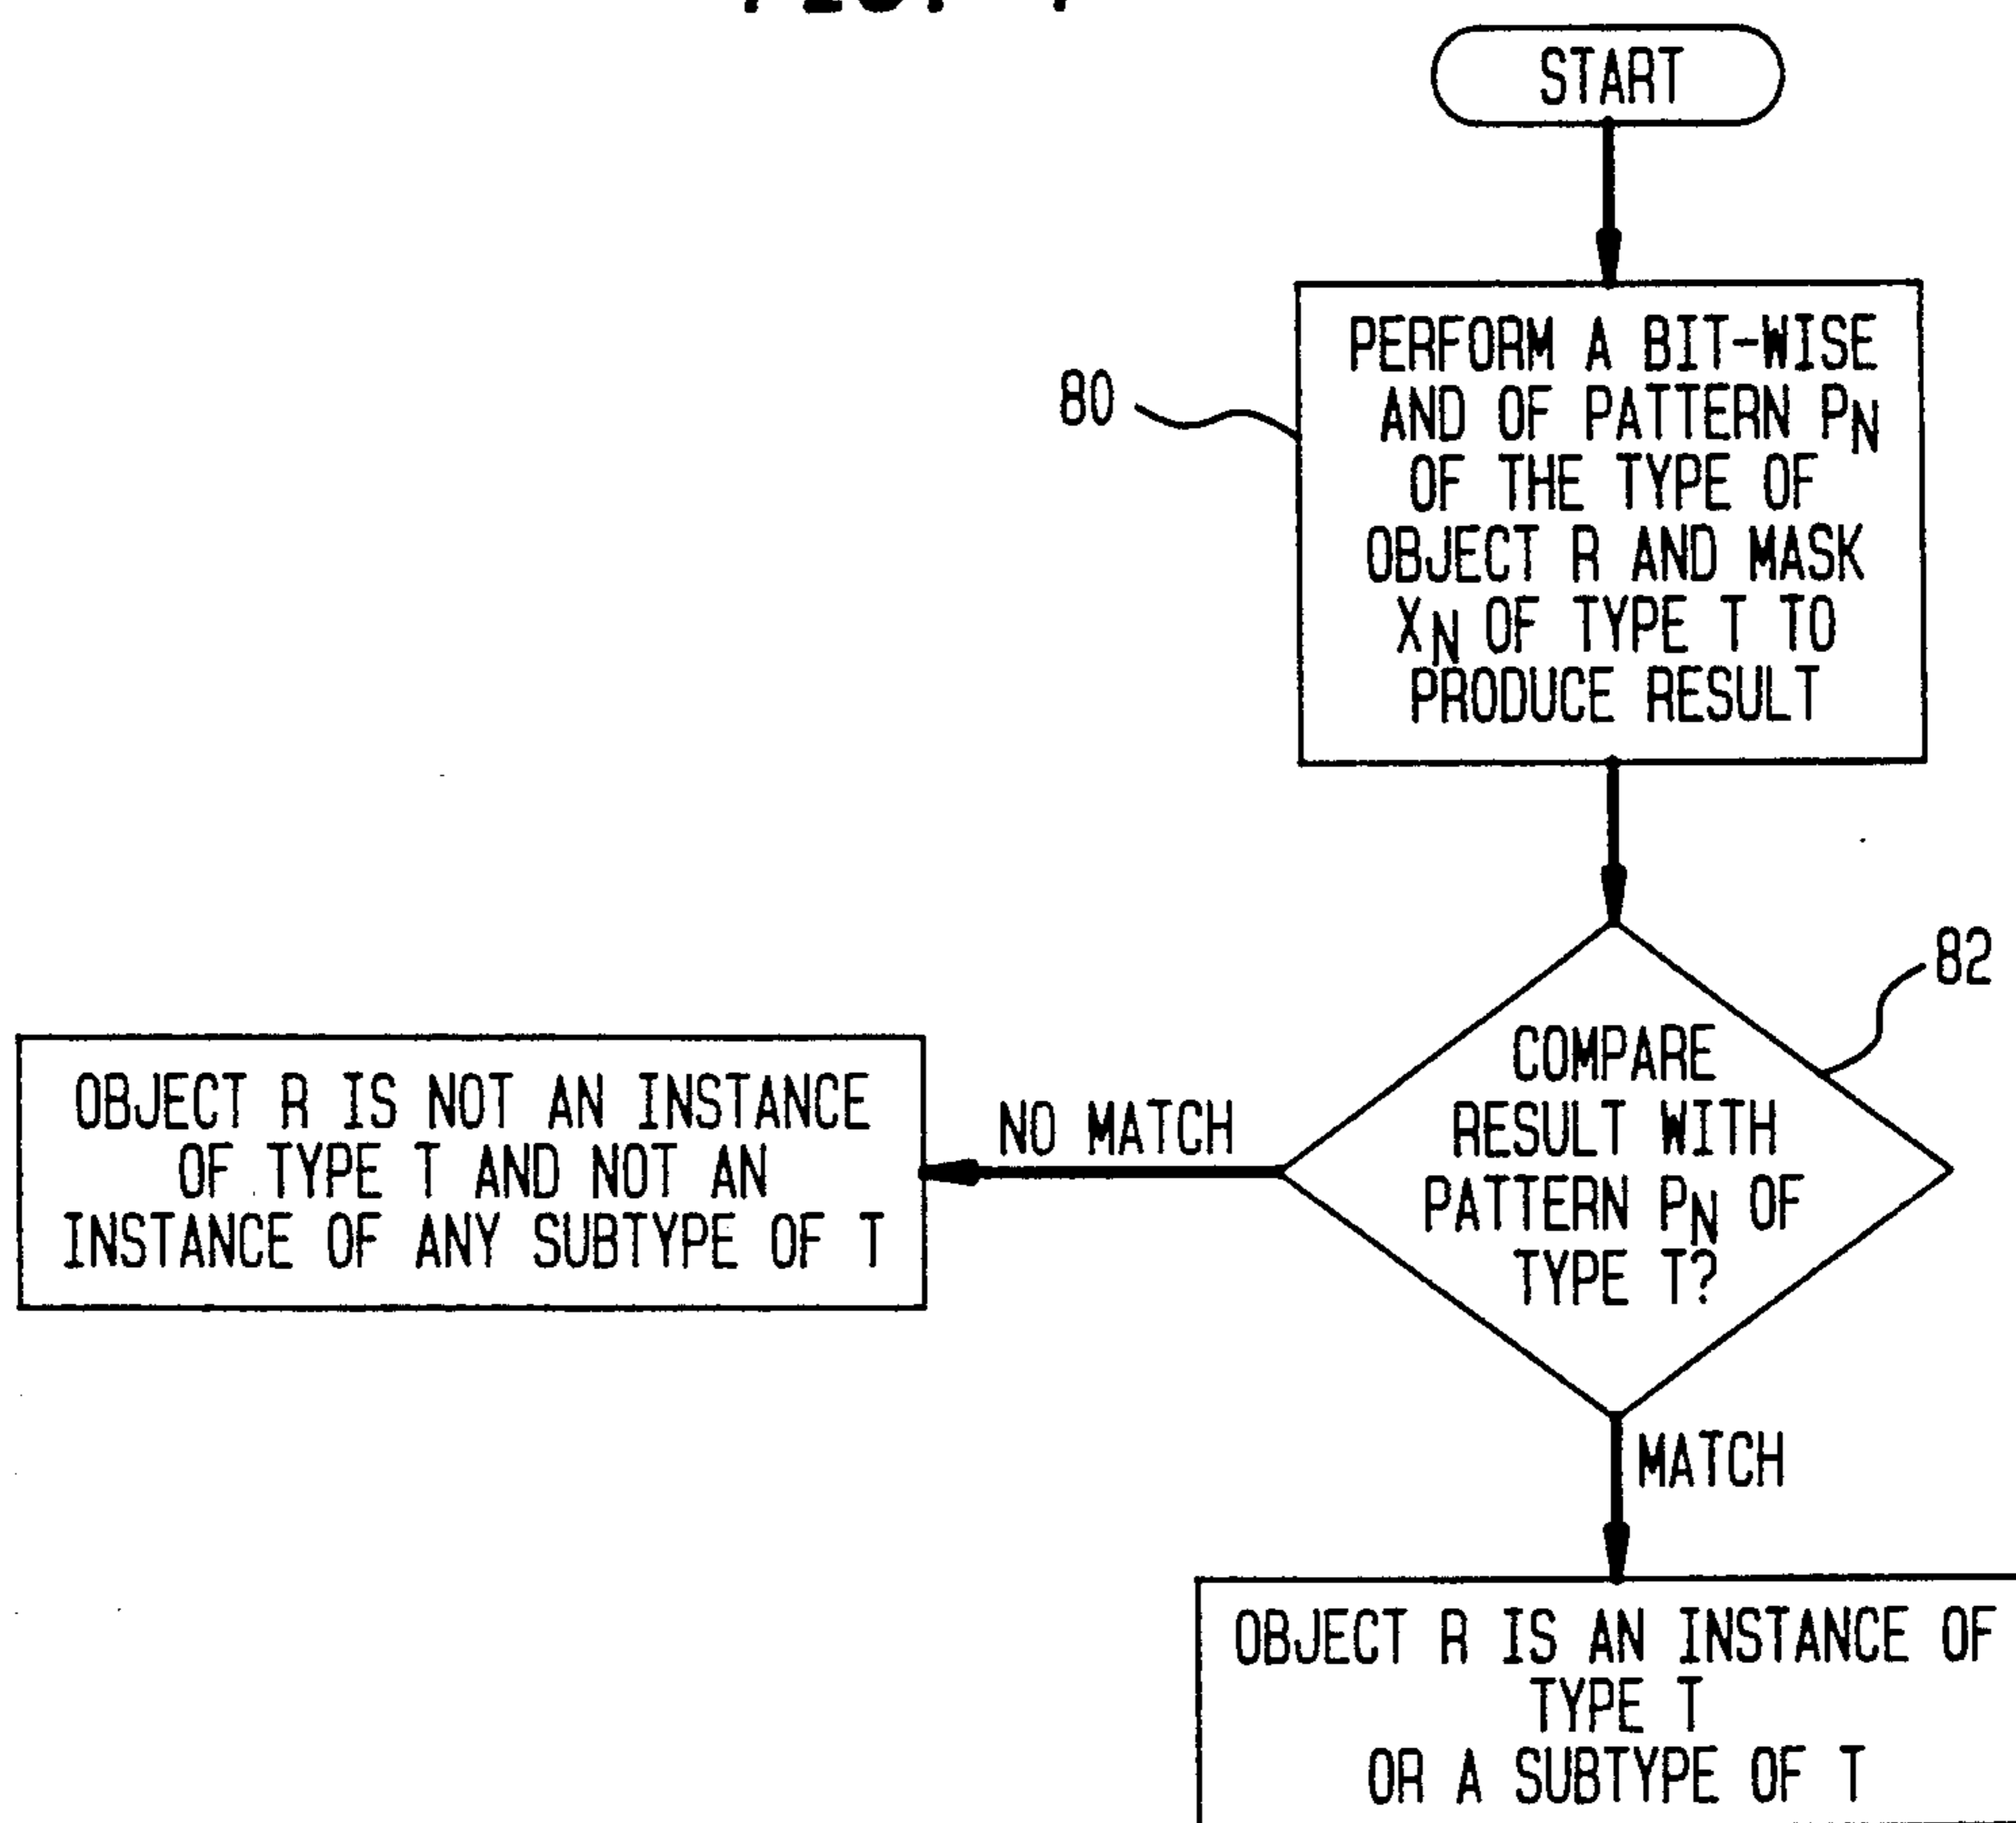 START
PERFORM A BIT-WISE
AND OF PATTERN PN
OF THE TYPE OF
OBJECT R AND MASK
XN OF TYPE T TO
PRODUCE RESULT
80
82
COMPARE
RESULT WITH
PATTERN PN OF
TYPE T?
NO MATCH
OBJECT R IS NOT AN INSTANCE
OF TYPE T AND NOT AN
INSTANCE OF ANY SUBTYPE OF T
MATCH
OBJECT R IS AN INSTANCE OF
TYPE T
OR A SUBTYPE OF T